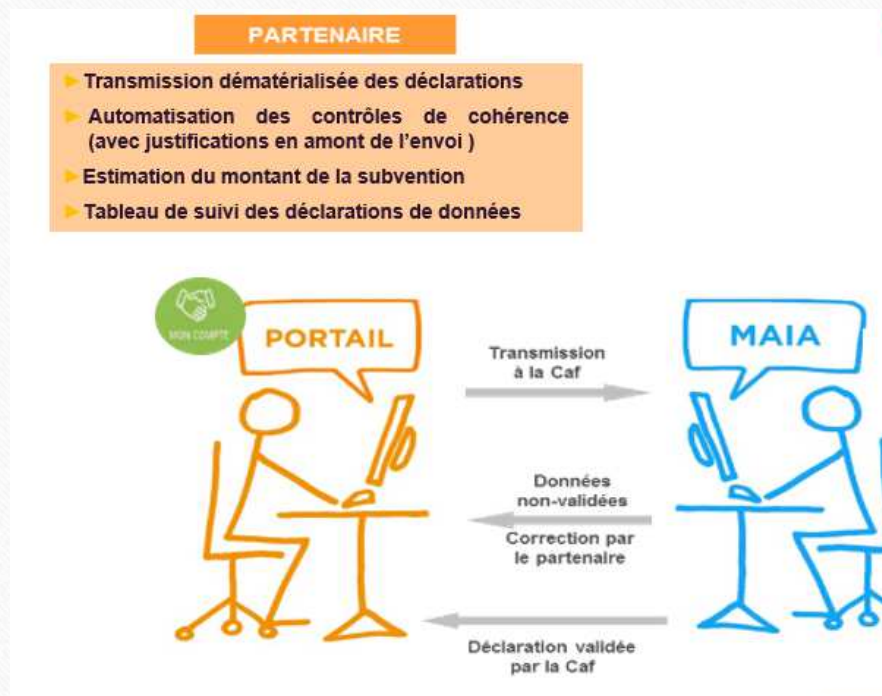 PARTENAIRE
► Transmission dématérialisée des déclarations
► Automatisation des contrôles de cohérence
(avec justifications en amont de l'envoi )
► Estimation du montant de la subvention
► Tableau de suivi des déclarations de données
MON COMPTE
PORTAIL
MAIA
Transmission
à la Caf
Données
non-validées
Correction par
le partenaire
Déclaration validée
par la Caf